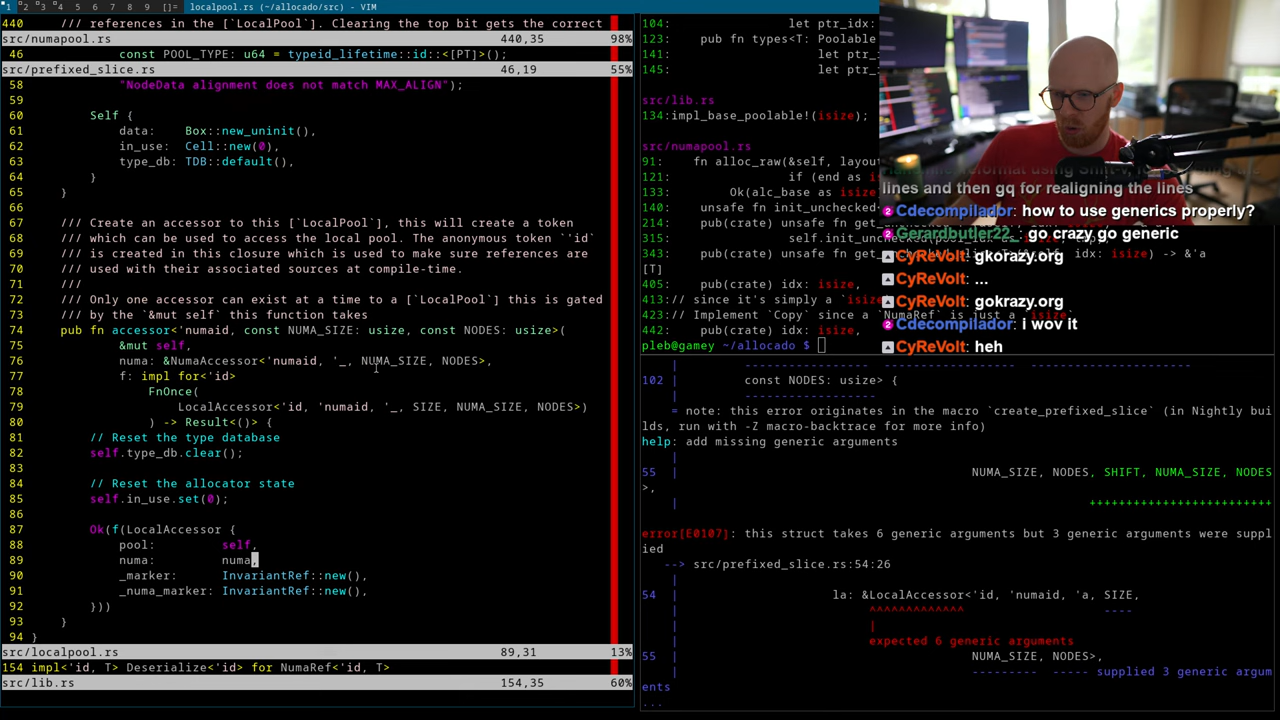 1 2 3 4 5 6 7 8 9 []= localpool.rs (~/allocado/src) - VIM
440 /// references in the [`LocalPool`]. Clearing the top bit gets the correct
src/numapool.rs 440,35 98%
46 const POOL_TYPE: u64 = typeid_lifetime::id::<[PT]>();
src/prefixed_slice.rs 46,19 55%
58 "NodeData alignment does not match MAX_ALIGN");
59
60 Self {
61 data: Box::new_uninit(),
62 in_use: Cell::new(0),
63 type_db: TDB::default(),
64 }
65 }
66
67 /// Create an accessor to this [`LocalPool`], this will create a token
68 /// which can be used to access the local pool. The anonymous token ``id`
69 /// is created in this closure which is used to make sure references are
70 /// used with their associated sources at compile-time.
71 ///
72 /// Only one accessor can exist at a time to a [`LocalPool`] this is gated
73 /// by the `&mut self` this function takes
74 pub fn accessor<'numaid, const NUMA_SIZE: usize, const NODES: usize>(
75 &mut self,
76 numa: &NumaAccessor<'numaid, '_, NUMA_SIZE, NODES>,
77 f: impl for<'id>
78 FnOnce(
79 LocalAccessor<'id, 'numaid, '_, SIZE, NUMA_SIZE, NODES>)
80 ) -> Result<()> {
81 // Reset the type database
82 self.type_db.clear();
83
84 // Reset the allocator state
85 self.in_use.set(0);
86
87 Ok(f(LocalAccessor {
88 pool: self,
89 numa: numa,
90 _marker: InvariantRef::new(),
91 _numa_marker: InvariantRef::new(),
92 }))
93 }
94 }
src/localpool.rs 89,31 13%
154 impl<'id, T> Deserialize<'id> for NumaRef<'id, T>
src/lib.rs 154,35 60%
104: let ptr_idx:
123: pub fn types<T: Poolable
141: let ptr_
145: let ptr_
src/lib.rs
134:impl_base_poolable!(isize);
src/numapool.rs
91: fn alloc_raw(&self, layou
121: if (end as i
133: Ok(alc_base as isize
140: unsafe fn init_unchecked
214: pub(crate) unsafe fn get_
315: self.init_unc
343: pub(crate) unsafe fn get_ idx: isize) -> &'a
[T]
405: pub(crate) idx: isize,
413:// since it's simply a `isize
423:// Implement `Copy` since a `NumaRef` is just a `isize
442: pub(crate) idx: isize,
pleb@gamey ~/allocado $
lines and then gq for realigning the lines
Cdecompilador: how to use generics properly?
Gerardbutler22_: go crazy go generic
CyReVolt: gkorazy.org
CyReVolt: ...
CyReVolt: gokrazy.org
Cdecompilador: i wov it
CyReVolt: heh
102 const NODES: usize> {
= note: this error originates in the macro `create_prefixed_slice` (in Nightly bui
lds, run with -Z macro-backtrace for more info)
help: add missing generic arguments
55 NUMA_SIZE, NODES, SHIFT, NUMA_SIZE, NODES
>,
++++++++++++++++++++++++++
error[E0107]: this struct takes 6 generic arguments but 3 generic arguments were suppl
ied
--> src/prefixed_slice.rs:54:26
54 la: &LocalAccessor<'id, 'numaid, 'a, SIZE,
^^^^^^^^^^^^^ ----
expected 6 generic arguments
55 NUMA_SIZE, NODES>,
--------- ----- supplied 3 generic argum
ents
...